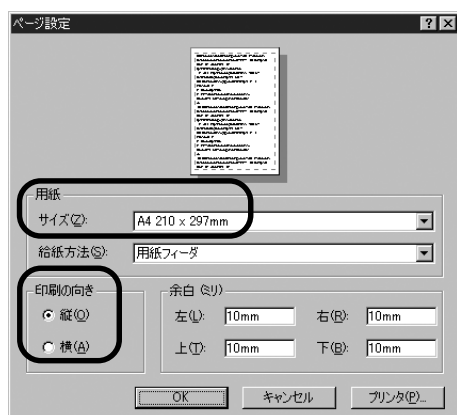 ページ設定
用紙
サイズ(Z): A4 210 x 297mm
給紙方法(S): 用紙フィーダ
印刷の向き
縦(O)
横(A)
余白 (ミリ)
左(L): 10mm 右(R): 10mm
上(T): 10mm 下(B): 10mm
OK キャンセル プリンタ(P)...